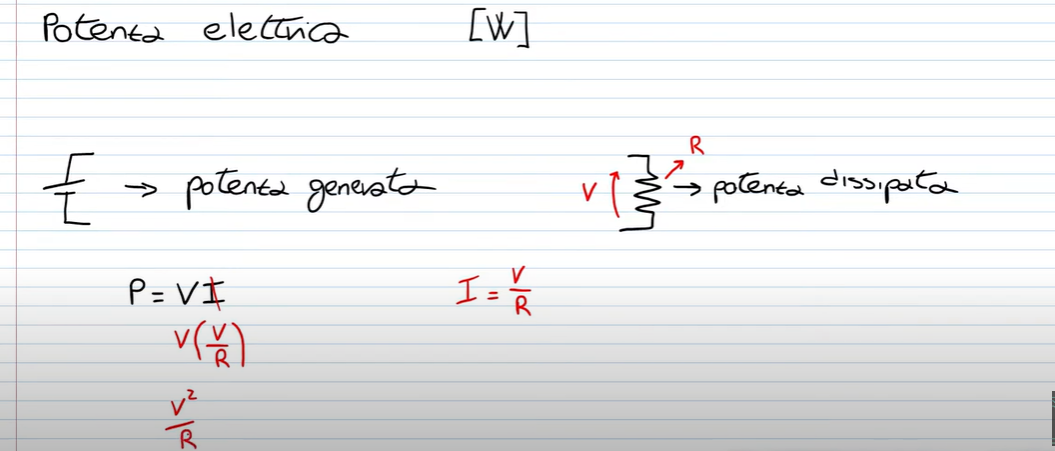 Potenza elettrica [W]
→ potenza generata
V R → potenza dissipata
P = VI
I = V/R
V(V/R)
V²/R